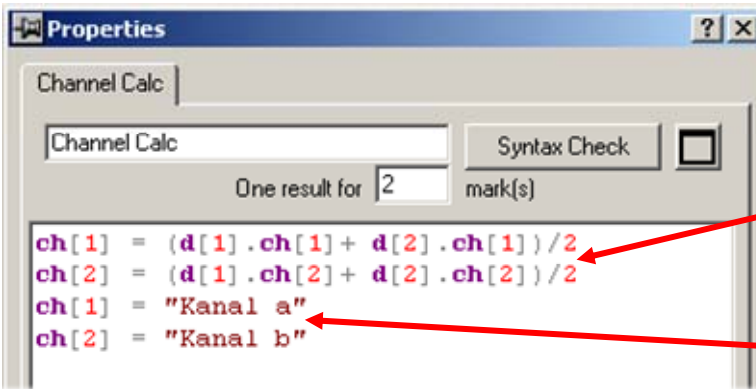 Properties
Channel Calc
Channel Calc
Syntax Check
One result for 2 mark(s)
ch[1] = (d[1].ch[1]+ d[2].ch[1])/2
ch[2] = (d[1].ch[2]+ d[2].ch[2])/2
ch[1] = "Kanal a"
ch[2] = "Kanal b"